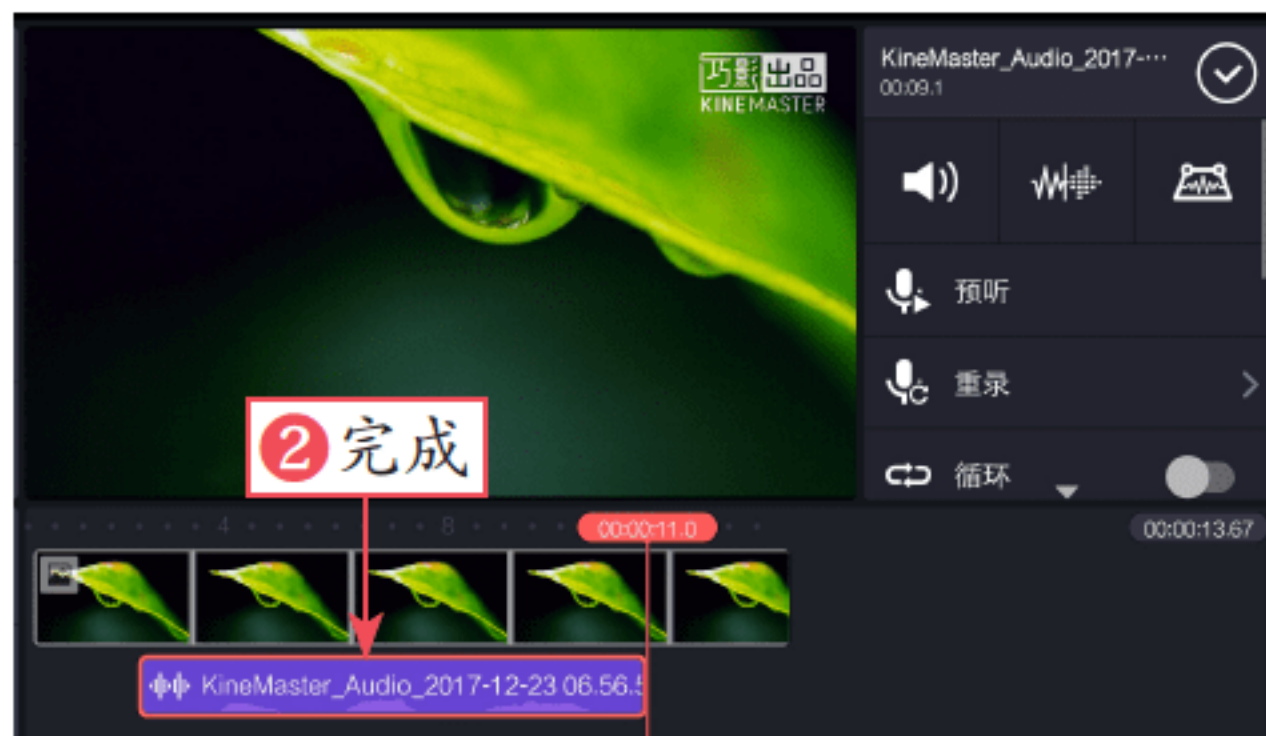 巧影出品
KINEMASTER
KineMaster_Audio_2017-···
00:09.1
预听
重录
循环
2 完成
4
8
00:00:11.0
00:00:13.67
KineMaster_Audio_2017-12-23 06.56.5